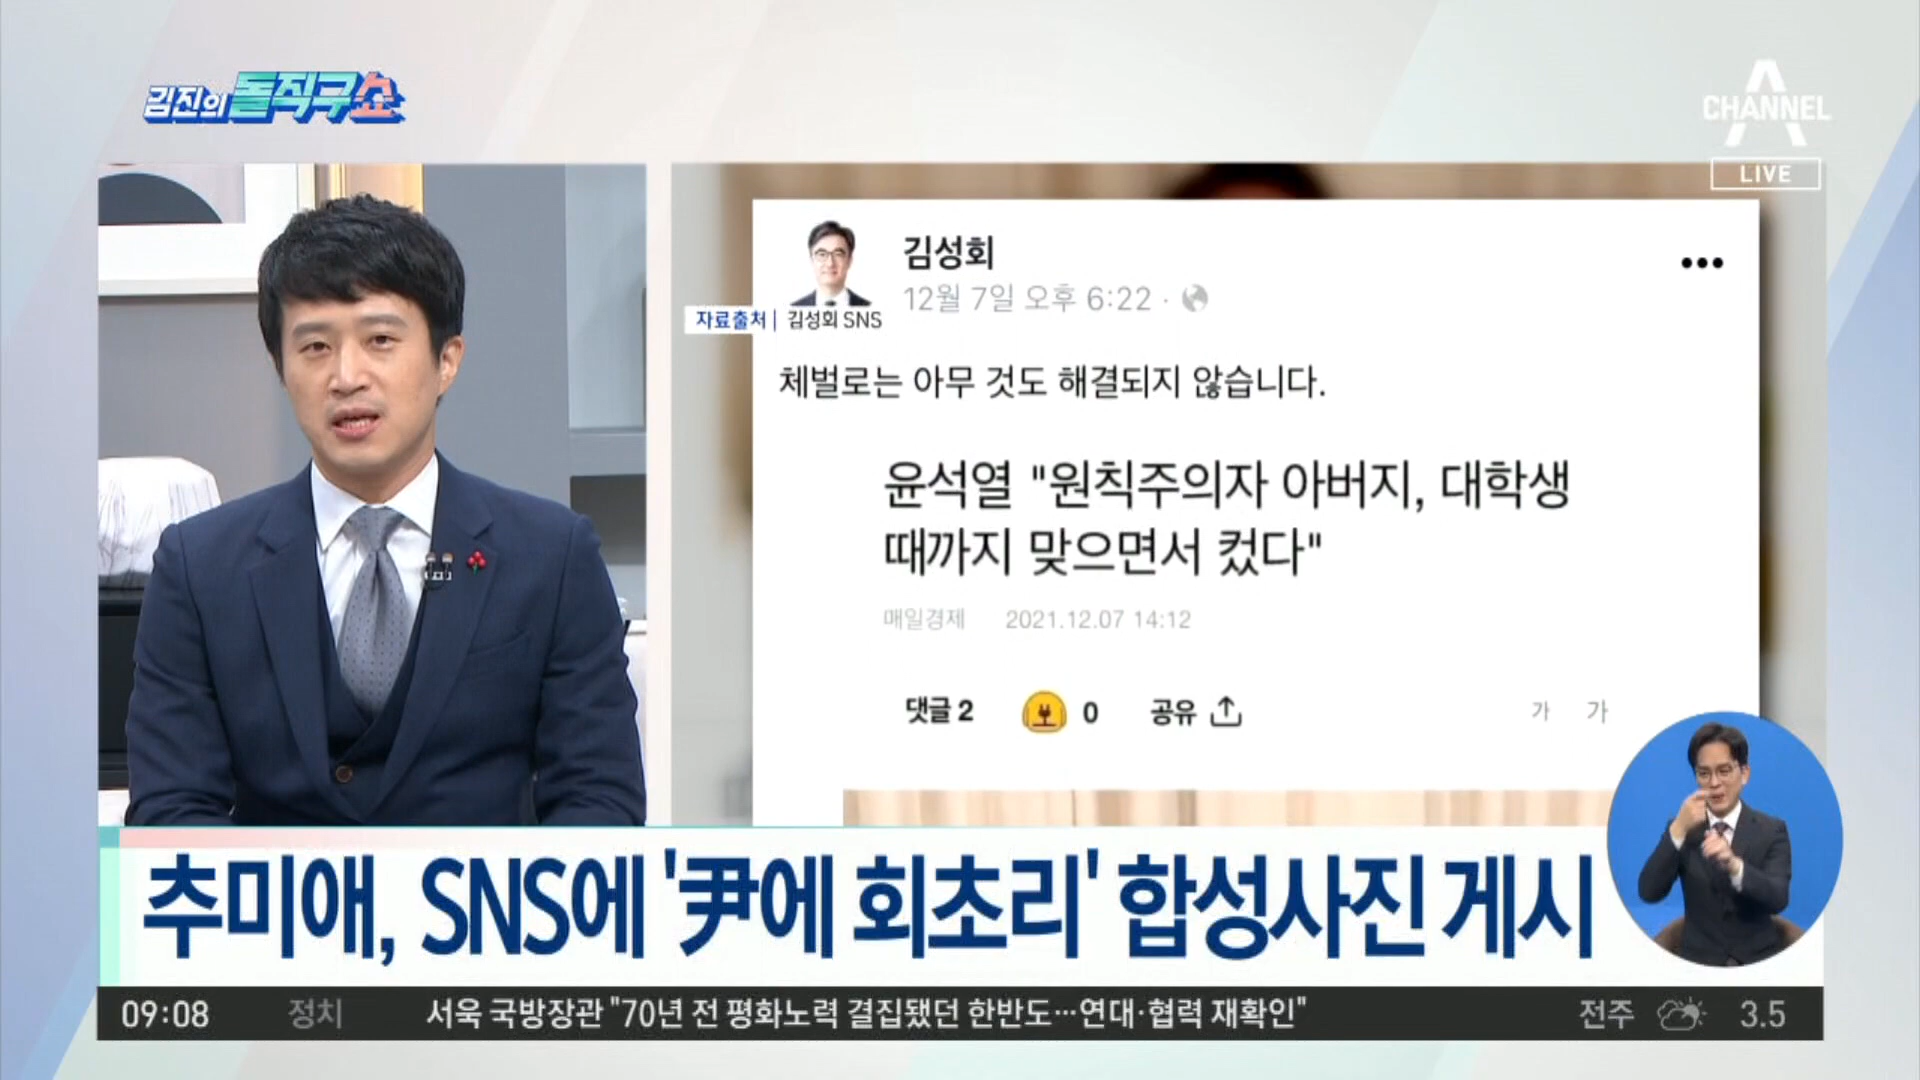 김진의 돌직구쇼
CHANNEL A
LIVE
김성회
12월 7일 오후 6:22 ·
자료출처 | 김성회 SNS
체벌로는 아무 것도 해결되지 않습니다.
윤석열 "원칙주의자 아버지, 대학생
때까지 맞으면서 컸다"
매일경제 2021.12.07 14:12
댓글 2 0 공유 가 가
추미애, SNS에 '尹에 회초리' 합성사진 게시
09:08 정치 서욱 국방장관 "70년 전 평화노력 결집됐던 한반도…연대·협력 재확인" 전주 3.5